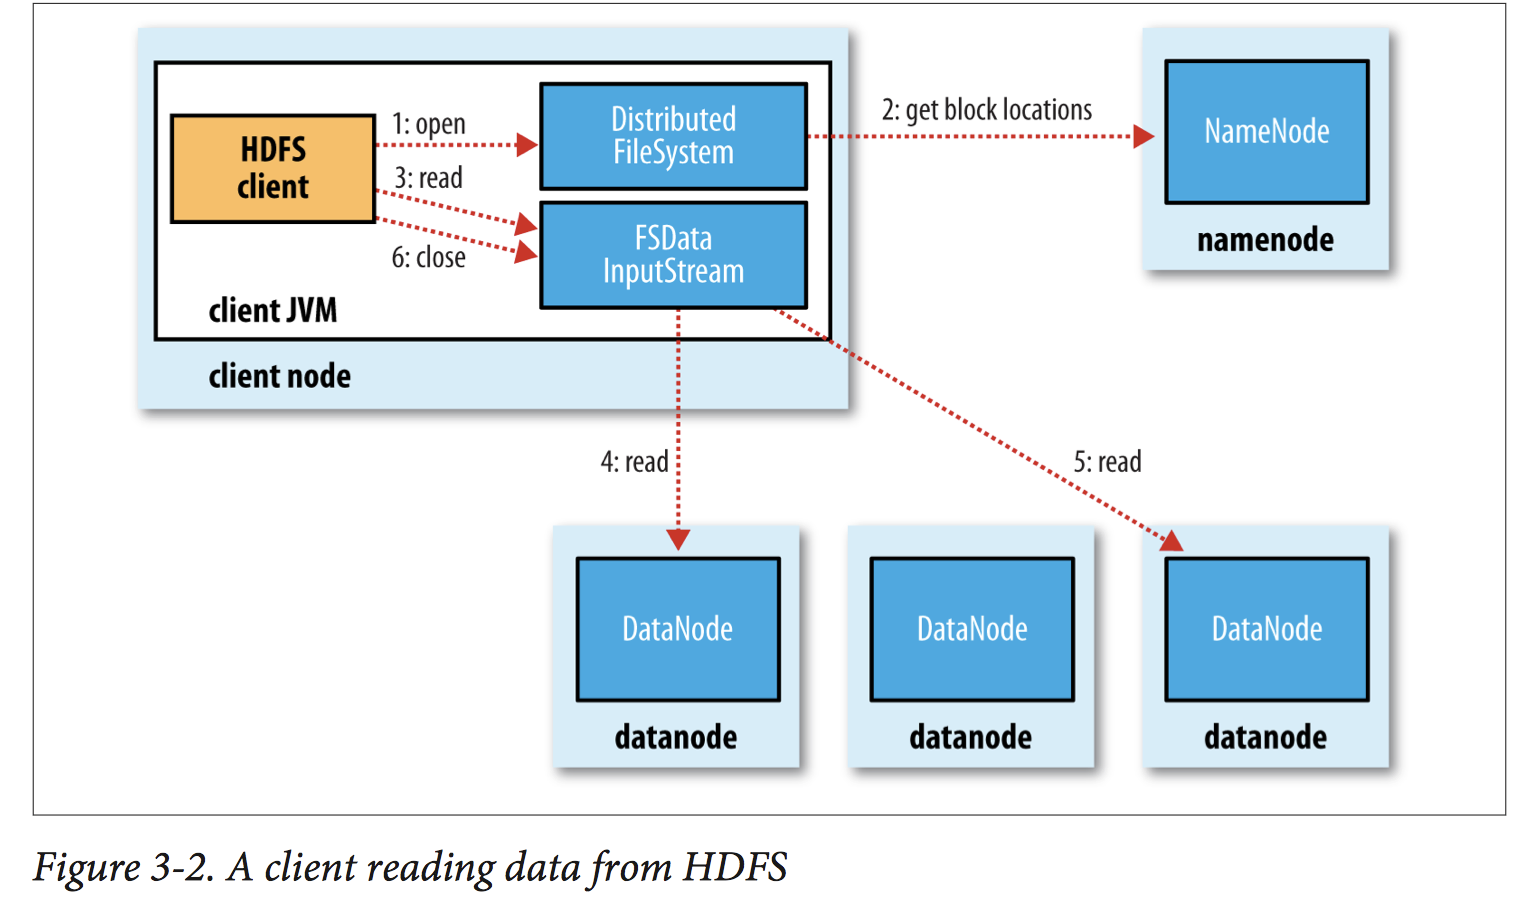 1: open
Distributed
FileSystem
2: get block locations
NameNode
HDFS
client
3: read
FSData
InputStream
6: close
namenode
client JVM
client node
4: read
5: read
DataNode
DataNode
DataNode
datanode
datanode
datanode
Figure 3-2. A client reading data from HDFS